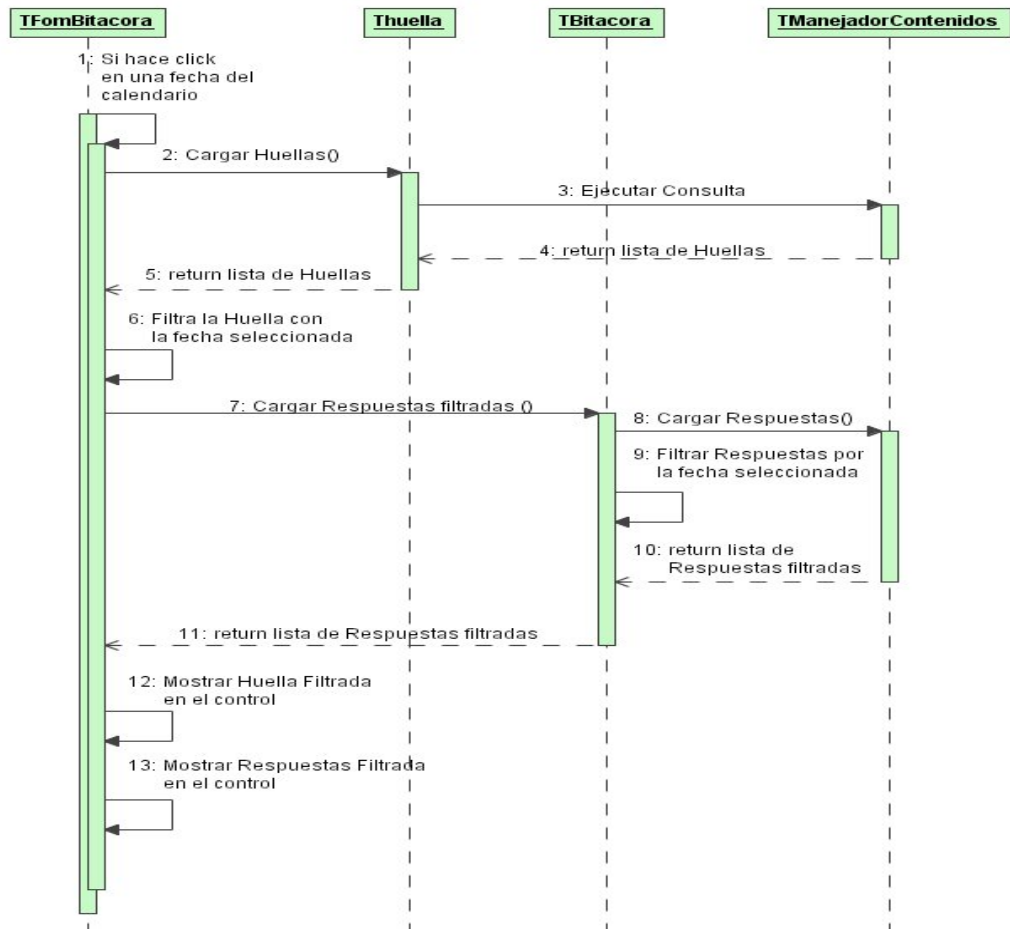 TFomBitacora
Thuella
TBitacora
TManejadorContenidos
1: Si hace click
en una fecha del
calendario
2: Cargar Huellas()
3: Ejecutar Consulta
4: return lista de Huellas
5: return lista de Huellas
6: Filtra la Huella con
la fecha seleccionada
7: Cargar Respuestas filtradas ()
8: Cargar Respuestas()
9: Filtrar Respuestas por
la fecha seleccionada
10: return lista de
Respuestas filtradas
11: return lista de Respuestas filtradas
12: Mostrar Huella Filtrada
en el control
13: Mostrar Respuestas Filtrada
en el control